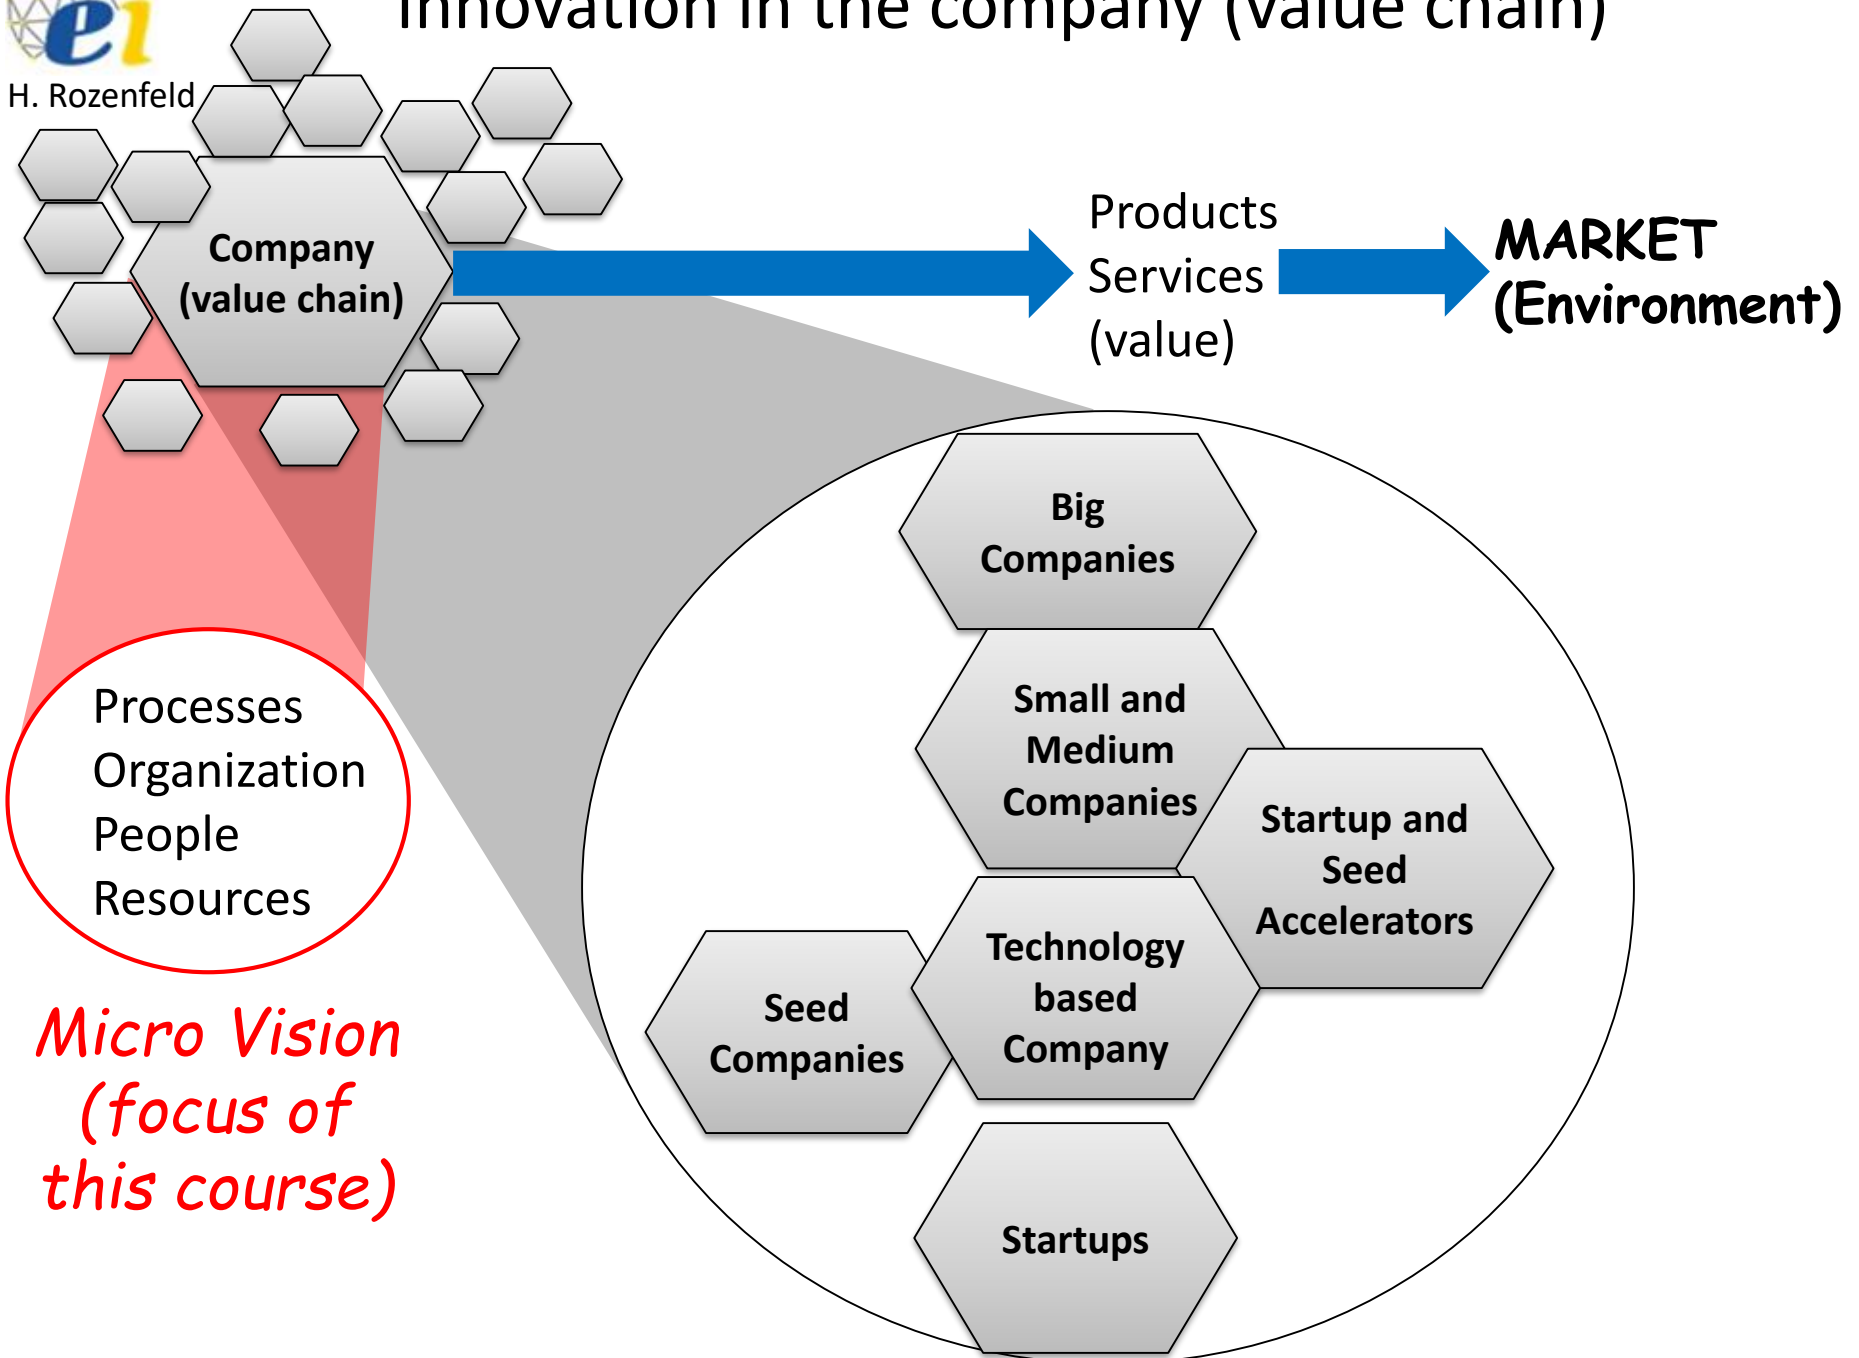 Innovation in the company (value chain)
ei
H. Rozenfeld
Company
(value chain)
Products
Services
(value)
MARKET
(Environment)
Processes
Organization
People
Resources
Micro Vision
(focus of
this course)
Big
Companies
Small and
Medium
Companies
Startup and
Seed
Accelerators
Technology
based
Company
Seed
Companies
Startups